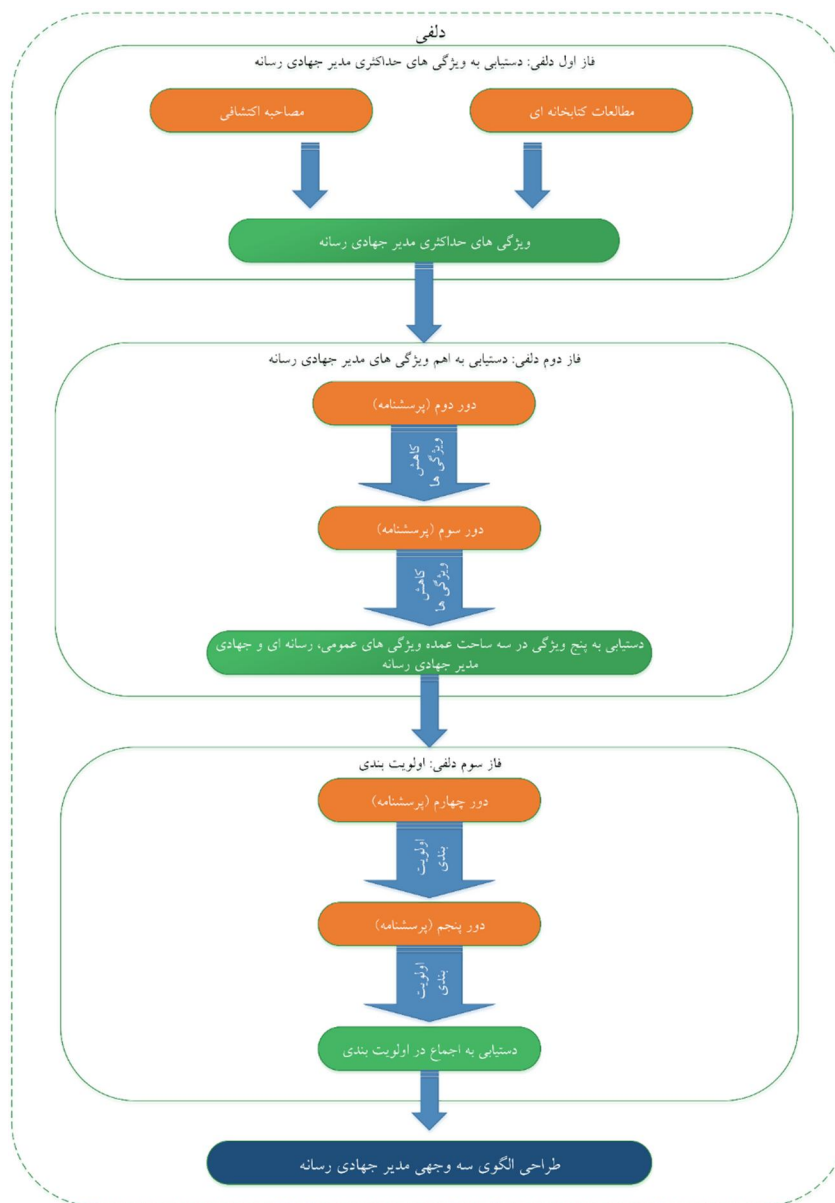 دلفی
فاز اول دلفی: دستیابی به ویژگی های حداکثری مدیر جهادی رسانه
مطالعات کتابخانه ای
مصاحبه اکتشافی
ویژگی های حداکثری مدیر جهادی رسانه
فاز دوم دلفی: دستیابی به اهم ویژگی های مدیر جهادی رسانه
دور دوم (پرسشنامه)
کاهش
ویژگی ها
دور سوم (پرسشنامه)
کاهش
ویژگی ها
دستیابی به پنج ویژگی در سه ساحت عمده ویژگی های عمومی، رسانه ای و جهادی
مدیر جهادی رسانه
فاز سوم دلفی: اولویت بندی
دور چهارم (پرسشنامه)
اولویت
بندی
دور پنجم (پرسشنامه)
اولویت
بندی
دستیابی به اجماع در اولویت بندی
طراحی الگوی سه وجهی مدیر جهادی رسانه